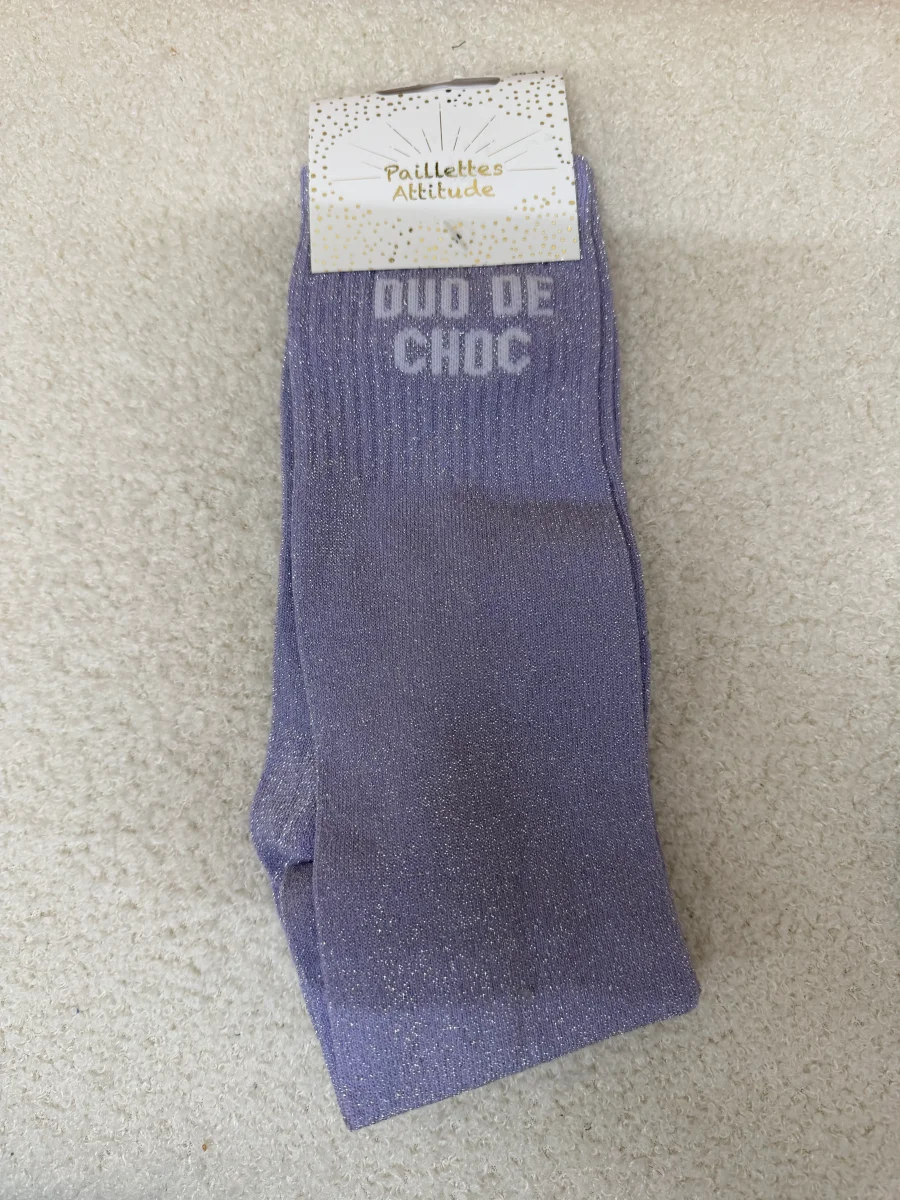 Paillettes
Attitude
DUO DE
CHOC